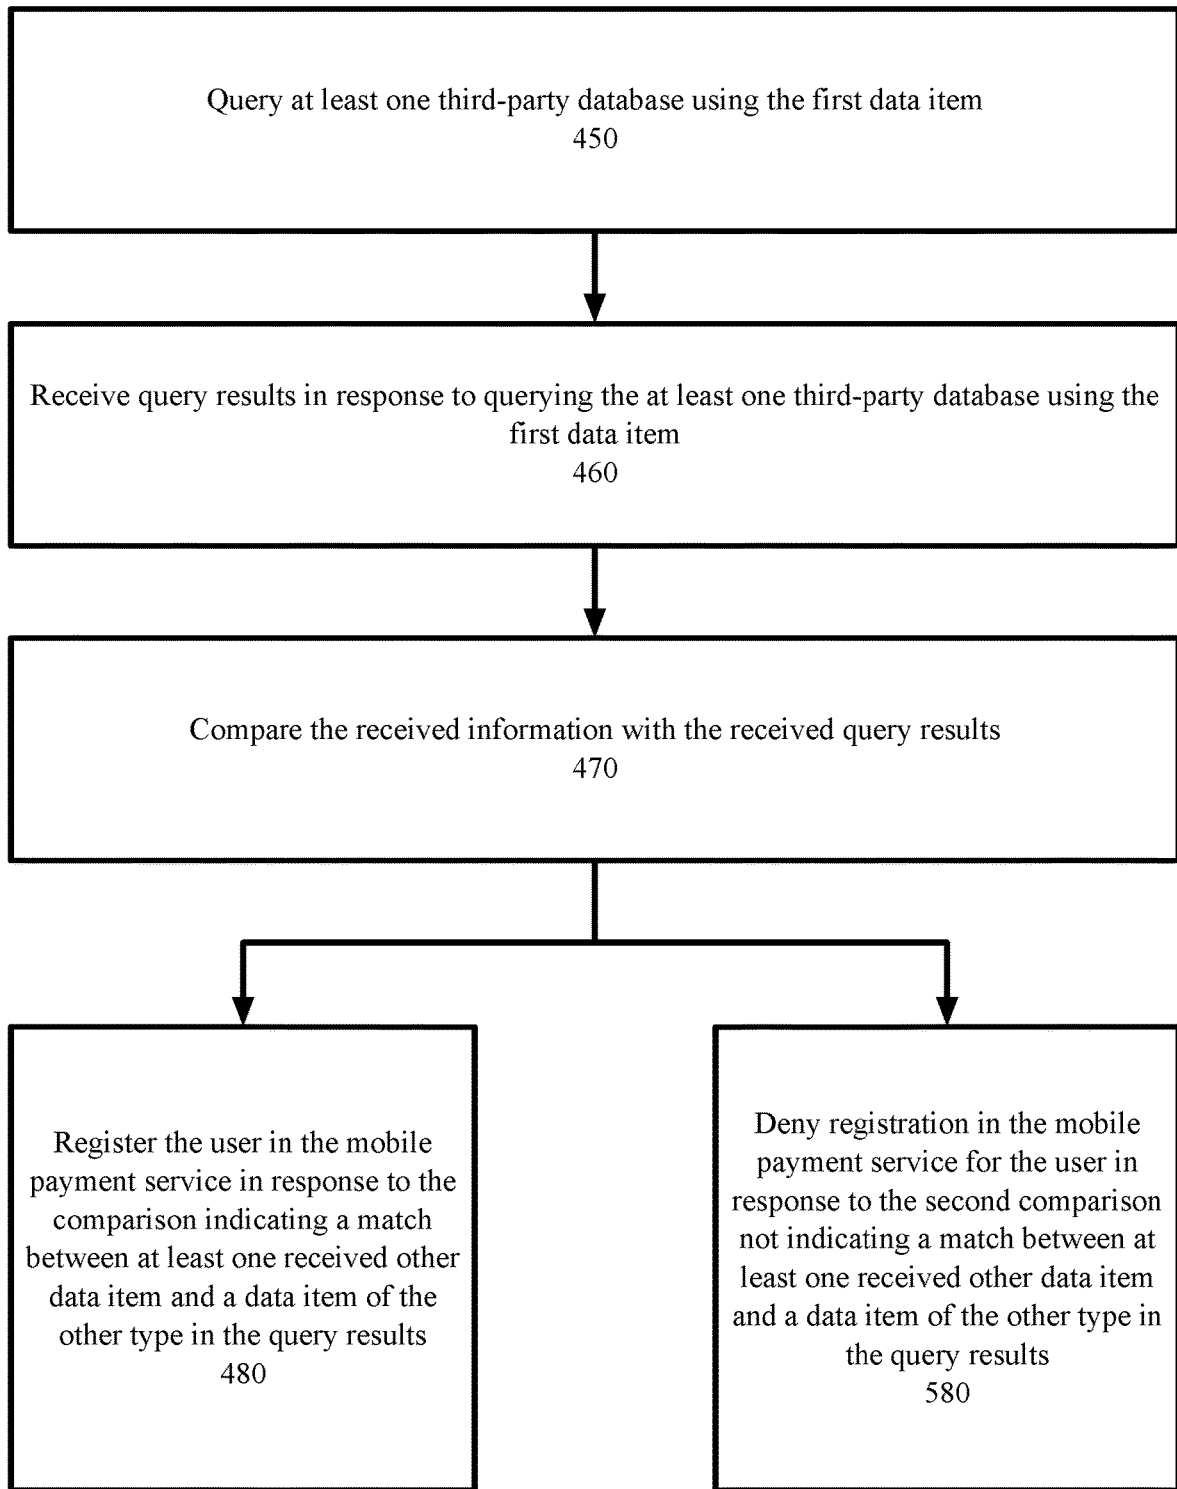 Query at least one third-party database using the first data item
450
Receive query results in response to querying the at least one third-party database using the
first data item
460
Compare the received information with the received query results
470
Register the user in the mobile
payment service in response to the
comparison indicating a match
between at least one received other
data item and a data item of the
other type in the query results
480
Deny registration in the mobile
payment service for the user in
response to the second comparison
not indicating a match between at
least one received other data item
and a data item of the other type in
the query results
580